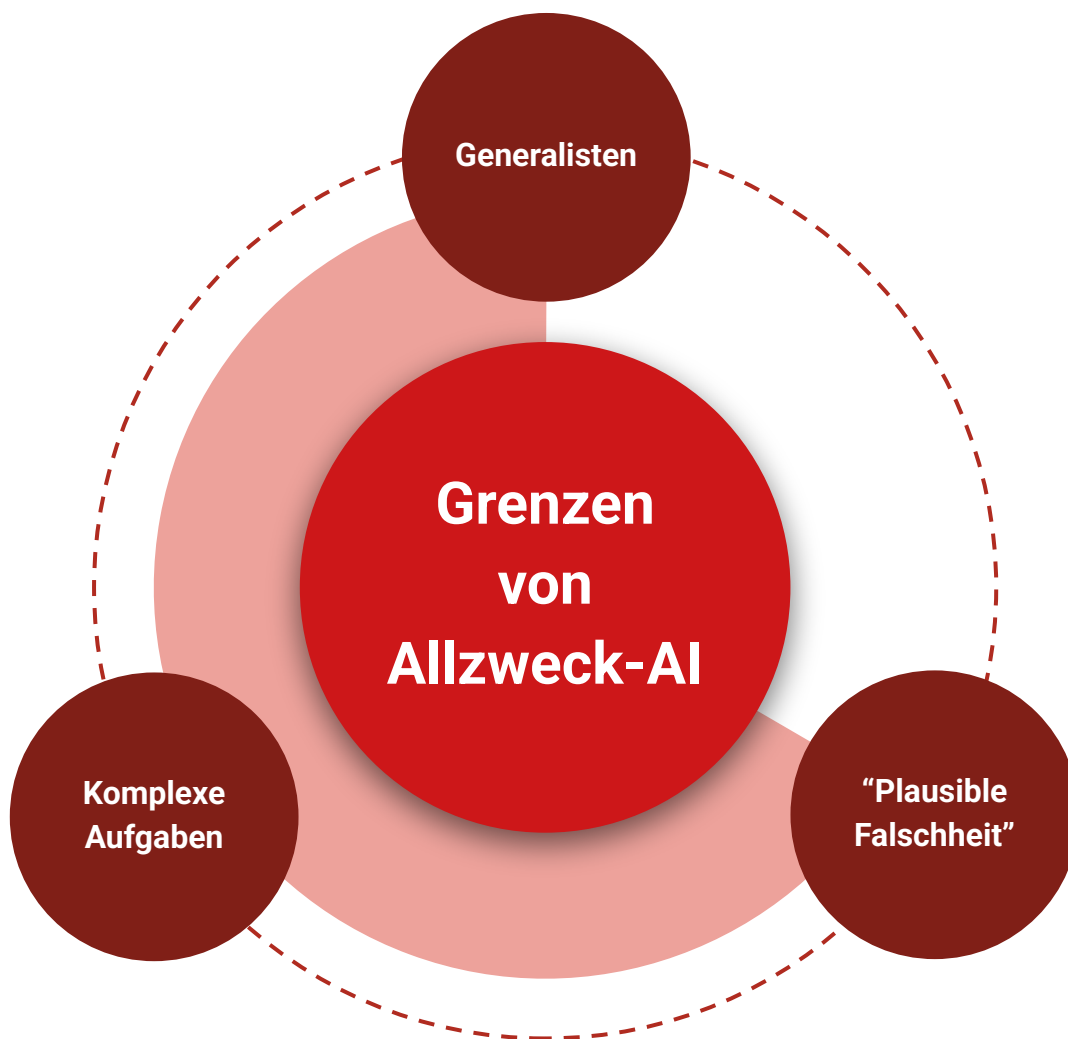 Generalisten
Grenzen
von
Allzweck-AI
Komplexe
Aufgaben
“Plausible
Falschheit”